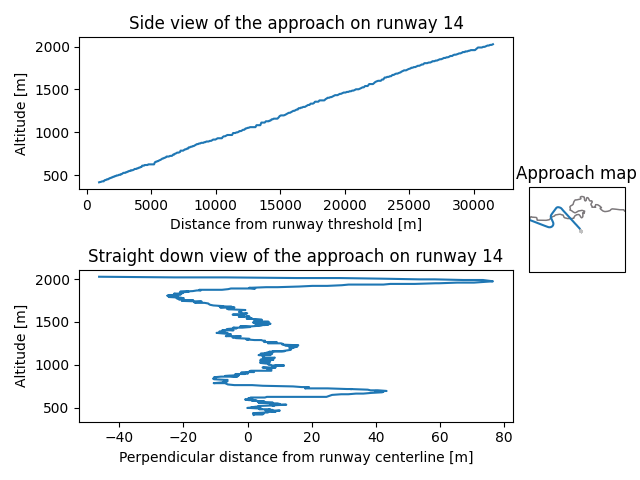 Side view of the approach on runway 14
2000
1500
1000
500
Altitude [m]
0 5000 10000 15000 20000 25000 30000
Distance from runway threshold [m]
Approach map
Straight down view of the approach on runway 14
2000
1500
1000
500
Altitude [m]
−40 −20 0 20 40 60 80
Perpendicular distance from runway centerline [m]